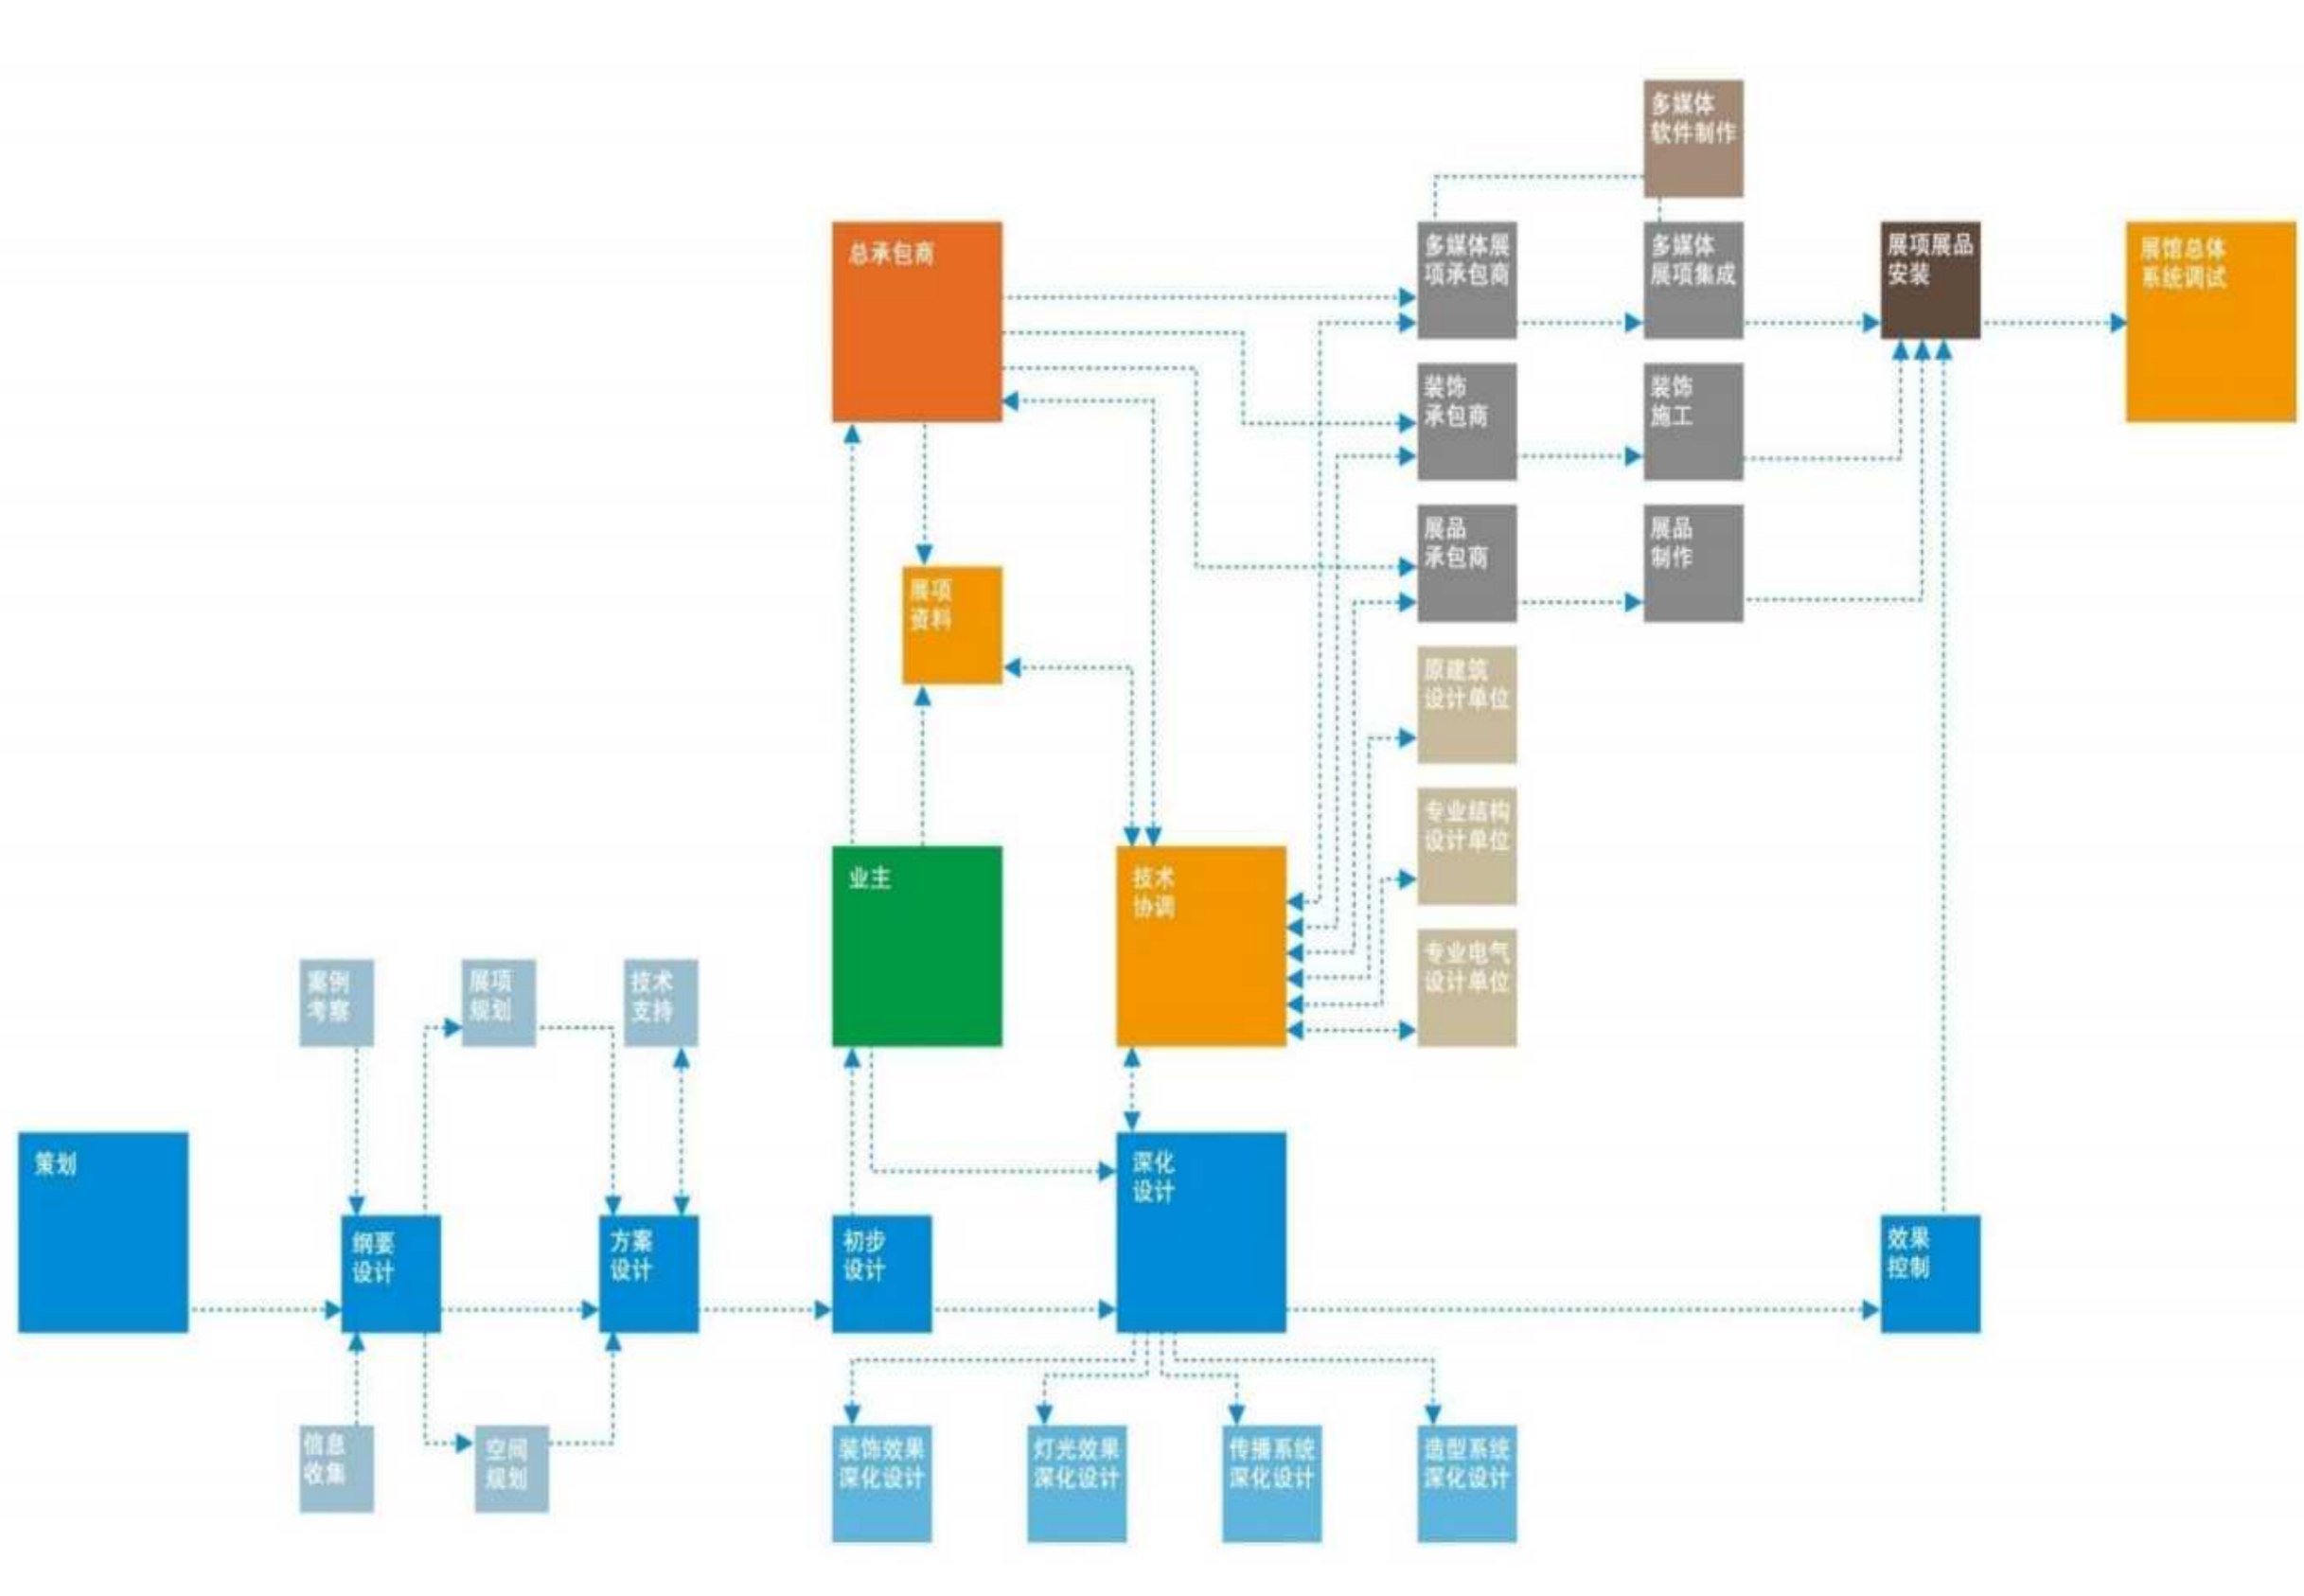 多媒体
软件制作
总承包商
多媒体展
项承包商
多媒体
展项集成
展项展品
安装
展馆总体
系统调试
装饰
承包商
装饰
施工
展品
承包商
展品
制作
展项
资料
原建筑
设计单位
专业结构
设计单位
业主
技术
协调
专业电气
设计单位
案例
考察
展项
规划
技术
支持
策划
深化
设计
纲要
设计
方案
设计
初步
设计
效果
控制
信息
收集
空间
规划
装饰效果
深化设计
灯光效果
深化设计
传播系统
深化设计
造型系统
深化设计